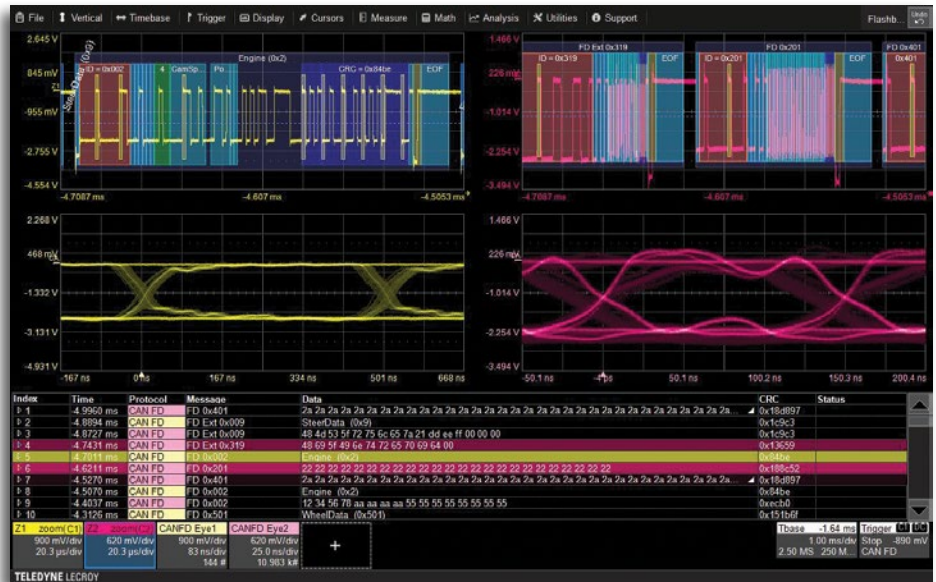 File Vertical Timebase Trigger Display Cursors Measure Math Analysis Utilities Support Flashb... Undo
2.645 V
845 mV
-955 mV
-2.755 V
-4.554 V
-4.7087 ms -4.607 ms -4.5053 ms
Z1
SteerData (0x9)
Engine (0x2)
ID = 0x002 4 CamSp... Po... CRC = 0x84be EOF
1.466 V
226 mV
-1.014 V
-2.254 V
-3.494 V
-4.7087 ms -4.607 ms -4.5053 ms
FD Ext 0x319 FD 0x201 FD 0x401
ID = 0x319 EOF ID = 0x201 EOF 0x401
2.268 V
468 mV
-1.332 V
-3.131 V
-4.931 V
-167 ns 0 ns 167 ns 334 ns 501 ns 668 ns
1.466 V
226 mV
-1.014 V
-2.254 V
-3.494 V
-50.1 ns 50.1 ns 100.2 ns 150.3 ns 200.4 ns
Index Time Protocol Message Data CRC Status
1 -4.9960 ms CAN FD FD 0x401 2a 2a 2a 2a 2a 2a 2a 2a 2a 2a 2a 2a 2a 2a 2a 2a 2a 2a 2a 2a 2a 2a 2a 2a 2a 2a 2a 2a 2a 2a 2a 2a 2a 2a... 0x18d897
2 -4.8894 ms CAN FD FD Ext 0x009 SteerData (0x9) 0x1c9c3
3 -4.8727 ms CAN FD FD Ext 0x009 48 4d 53 5f 72 75 6c 65 7a 21 dd ee ff 00 00 00 0x1c9c3
4 -4.7431 ms CAN FD FD Ext 0x319 48 69 5f 49 6e 74 72 65 70 69 64 00 0x13659
5 -4.7011 ms CAN FD FD 0x002 Engine (0x2) 0x84be
6 -4.6211 ms CAN FD FD 0x201 22 22 22 22 22 22 22 22 22 22 22 22 22 22 22 22 22 22 22 22 22 22 22 22 0x188c52
7 -4.5270 ms CAN FD FD 0x401 2a 2a 2a 2a 2a 2a 2a 2a 2a 2a 2a 2a 2a 2a 2a 2a 2a 2a 2a 2a 2a 2a 2a 2a 2a 2a 2a 2a 2a 2a 2a 2a 2a 2a... 0x18d897
8 -4.5070 ms CAN FD FD 0x002 Engine (0x2) 0x84be
9 -4.4037 ms CAN FD FD 0x002 12 34 56 78 aa aa aa aa 55 55 55 55 55 55 55 55 0xecb0
10 -4.3126 ms CAN FD FD 0x501 WheelData (0x501) 0x151b6f
Z1 zoom(C1) Z2 zoom(C2) CANFD Eye1 CANFD Eye2 Tbase -1.64 ms Trigger C1 DC
900 mV/div 620 mV/div 900 mV/div 620 mV/div + 1.00 ms/div Stop -890 mV
20.3 µs/div 20.3 µs/div 83 ns/div 25.0 ns/div 2.50 MS 250 M... CAN FD
144 # 10.983 k#
TELEDYNE LECROY